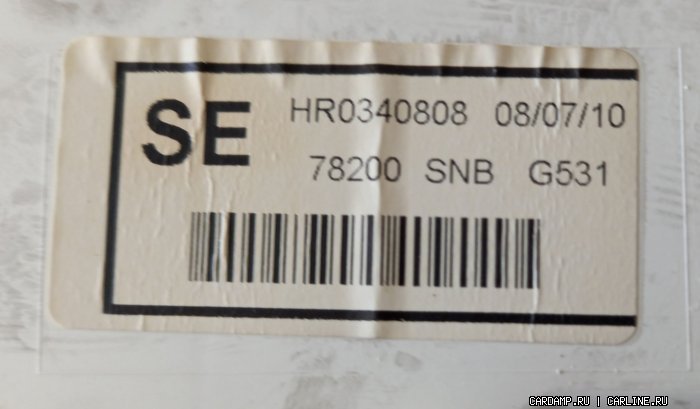 SE HR0340808 08/07/10
78200 SNB G531
CARDAMP.RU | CARLINE.RU